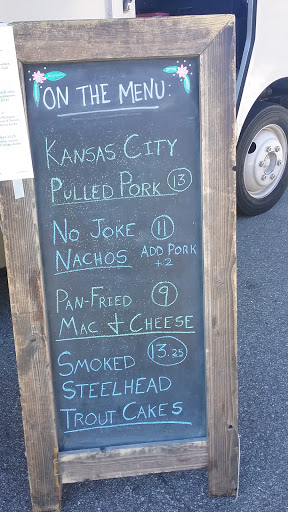 ON THE MENU:
KANSAS CITY
PULLED PORK 13
NO JOKE 11
NACHOS ADD PORK
+2
PAN-FRIED 9
MAC & CHEESE
SMOKED 13.25
STEELHEAD
TROUT CAKES